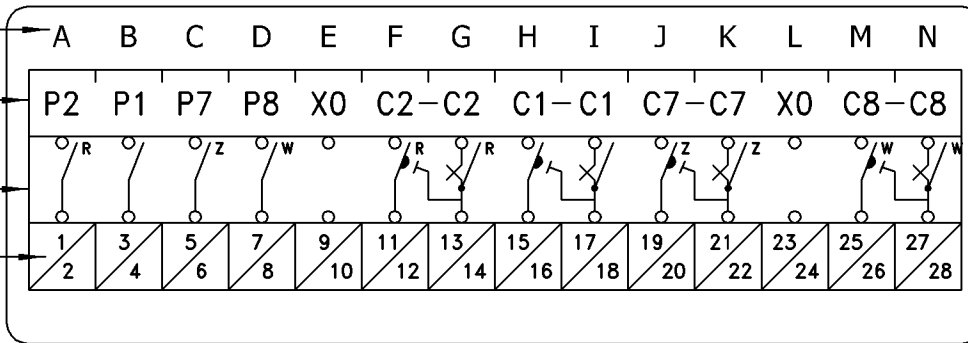 A B C D E F G H I J K L M N
P2 P1 P7 P8 X0 C2-C2 C1-C1 C7-C7 X0 C8-C8
R Z W R R Z Z W W
1 3 5 7 9 11 13 15 17 19 21 23 25 27
2 4 6 8 10 12 14 16 18 20 22 24 26 28